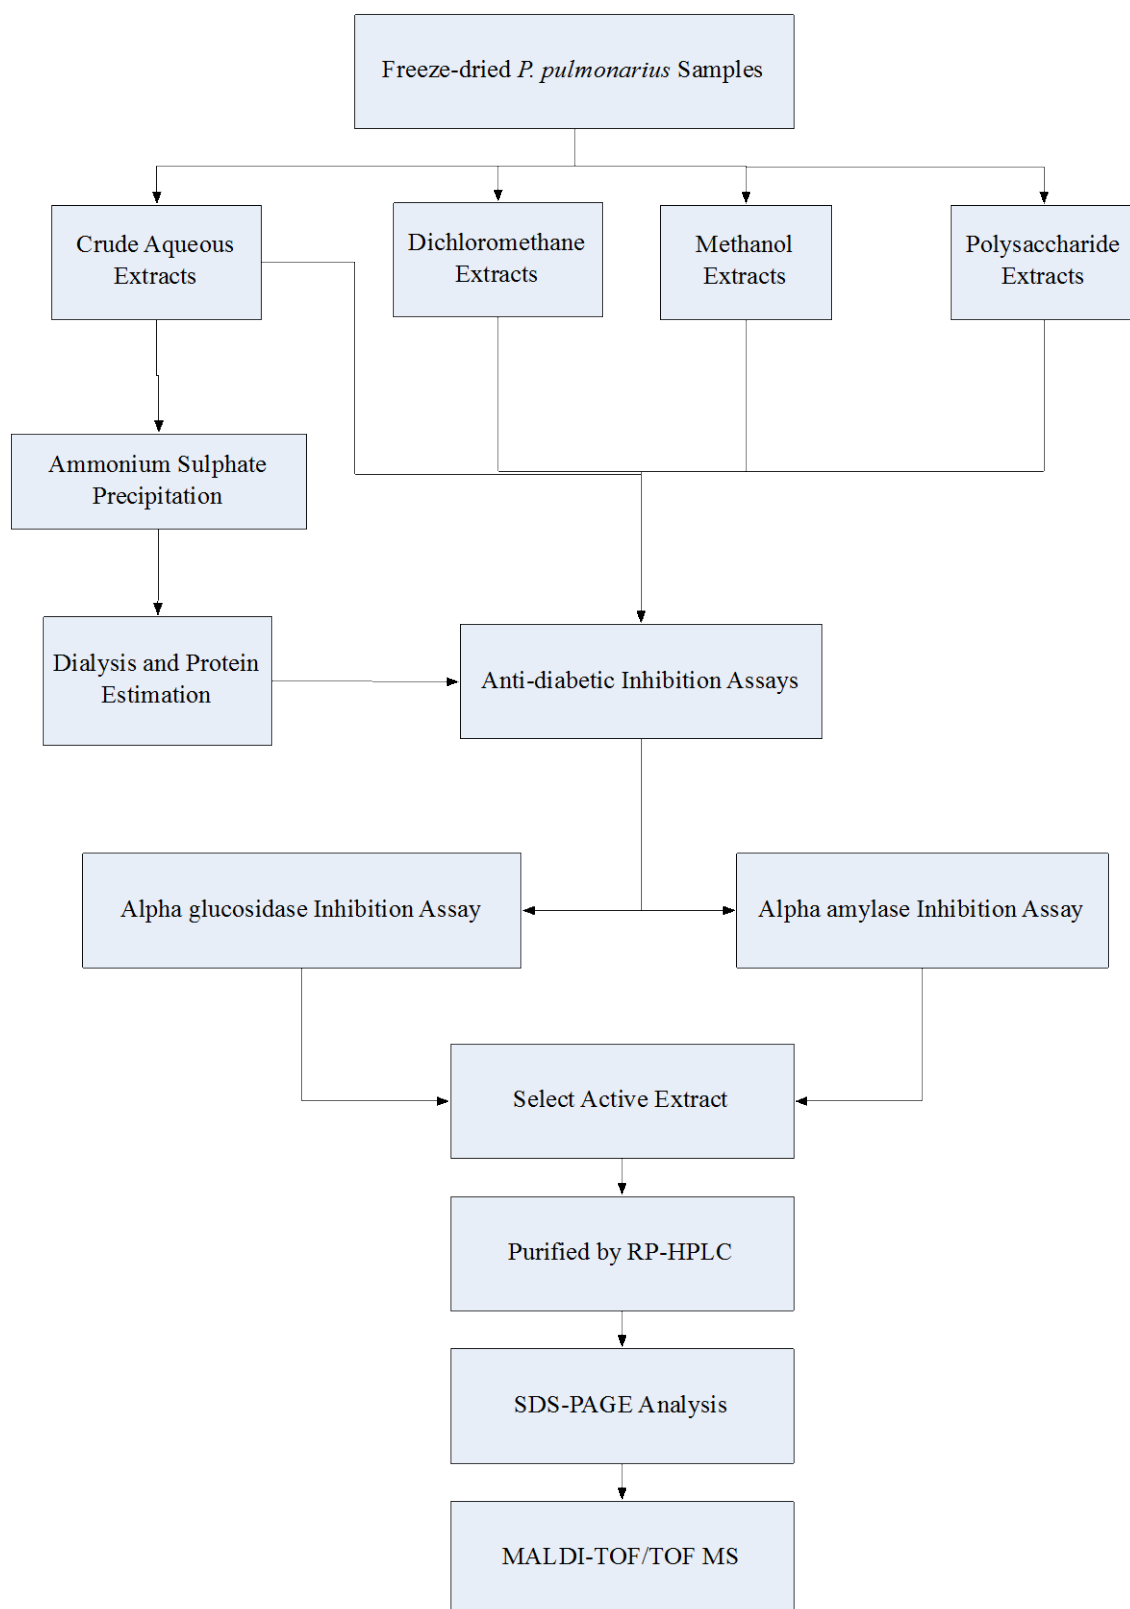 Freeze-dried P. pulmonarius Samples
Crude Aqueous
Extracts
Dichloromethane
Extracts
Methanol
Extracts
Polysaccharide
Extracts
Ammonium Sulphate
Precipitation
Dialysis and Protein
Estimation
Anti-diabetic Inhibition Assays
Alpha glucosidase Inhibition Assay
Alpha amylase Inhibition Assay
Select Active Extract
Purified by RP-HPLC
SDS-PAGE Analysis
MALDI-TOF/TOF MS